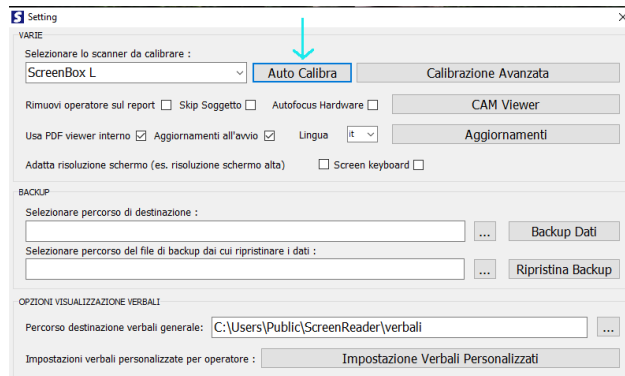 Setting
VARIE
Selezionare lo scanner da calibrare :
ScreenBox L Auto Calibra Calibrazione Avanzata
Rimuovi operatore sul report Skip Soggetto Autofocus Hardware CAM Viewer
Usa PDF viewer interno Aggiornamenti all'avvio Lingua it Aggiornamenti
Adatta risoluzione schermo (es. risoluzione schermo alta) Screen keyboard
BACKUP
Selezionare percorso di destinazione :
... Backup Dati
Selezionare percorso del file di backup dai cui ripristinare i dati :
... Ripristina Backup
OPZIONI VISUALIZZAZIONE VERBALI
Percorso destinazione verbali generale: C:\Users\Public\ScreenReader\verbali ...
Impostazioni verbali personalizzate per operatore : Impostazione Verbali Personalizzati